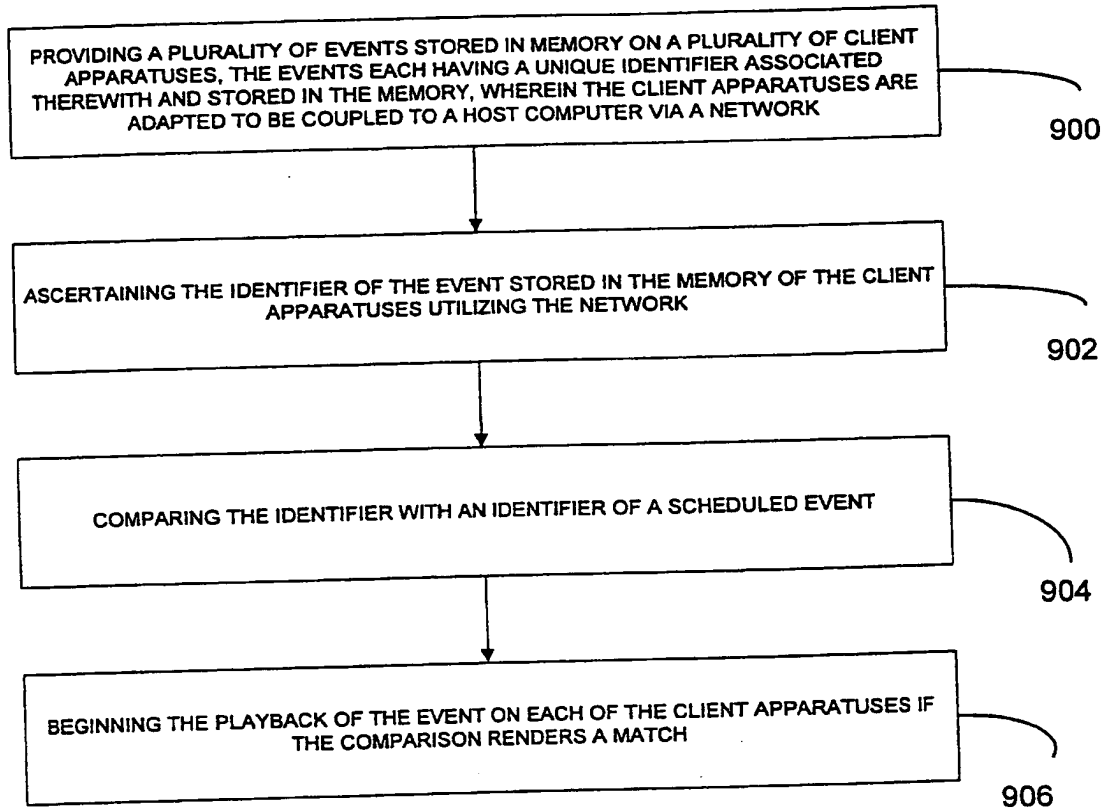 PROVIDING A PLURALITY OF EVENTS STORED IN MEMORY ON A PLURALITY OF CLIENT
APPARATUSES, THE EVENTS EACH HAVING A UNIQUE IDENTIFIER ASSOCIATED
THEREWITH AND STORED IN THE MEMORY, WHEREIN THE CLIENT APPARATUSES ARE
ADAPTED TO BE COUPLED TO A HOST COMPUTER VIA A NETWORK
900
ASCERTAINING THE IDENTIFIER OF THE EVENT STORED IN THE MEMORY OF THE CLIENT
APPARATUSES UTILIZING THE NETWORK
902
COMPARING THE IDENTIFIER WITH AN IDENTIFIER OF A SCHEDULED EVENT
904
BEGINNING THE PLAYBACK OF THE EVENT ON EACH OF THE CLIENT APPARATUSES IF
THE COMPARISON RENDERS A MATCH
906